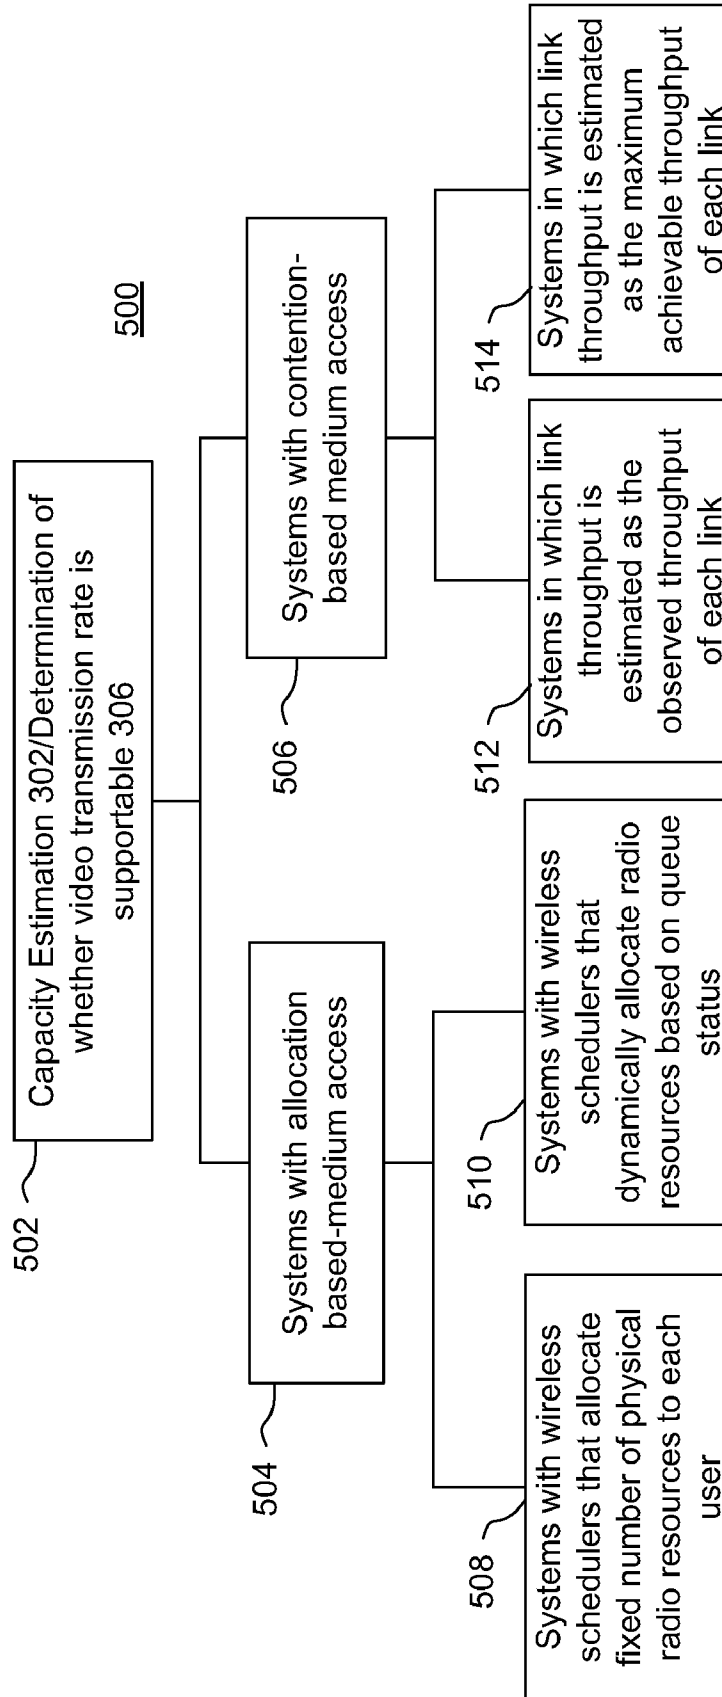 500
502
Capacity Estimation 302/Determination of
whether video transmission rate is
supportable 306
504
Systems with allocation
based-medium access
506
Systems with contention-
based medium access
508
Systems with wireless
schedulers that allocate
fixed number of physical
radio resources to each
user
510
Systems with wireless
schedulers that
dynamically allocate radio
resources based on queue
status
512
Systems in which link
throughput is
estimated as the
observed throughput
of each link
514
Systems in which link
throughput is estimated
as the maximum
achievable throughput
of each link